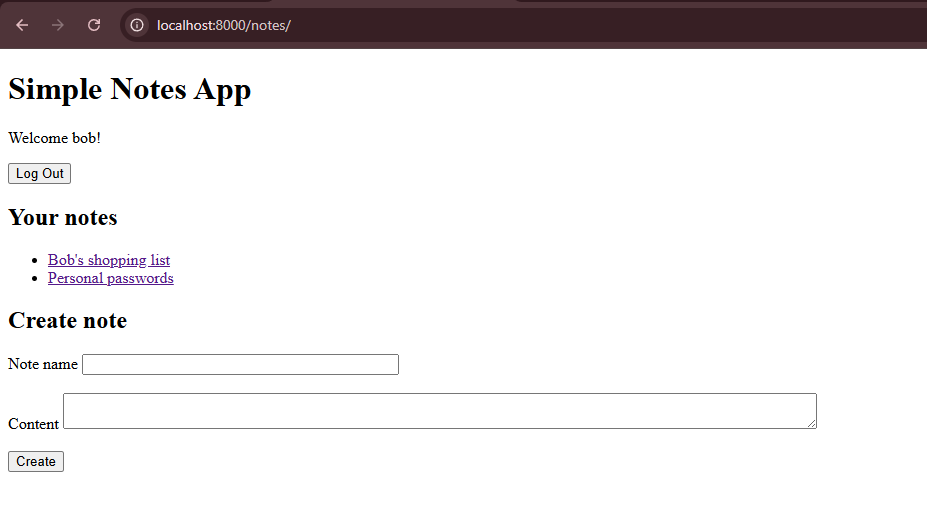 localhost:8000/notes/
Simple Notes App
Welcome bob!
Log Out
Your notes
Bob's shopping list
Personal passwords
Create note
Note name
Content
Create